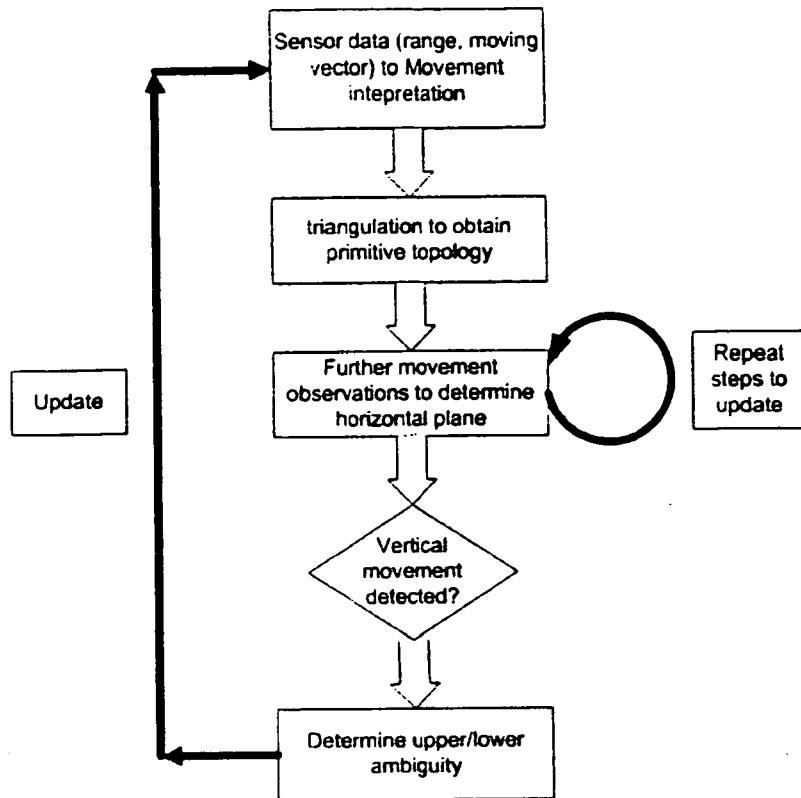 Sensor data (range, moving
vector) to Movement
intepretation
triangulation to obtain
primitive topology
Further movement
observations to determine
horizontal plane
Repeat
steps to
update
Update
Vertical
movement
detected?
Determine upper/lower
ambiguity